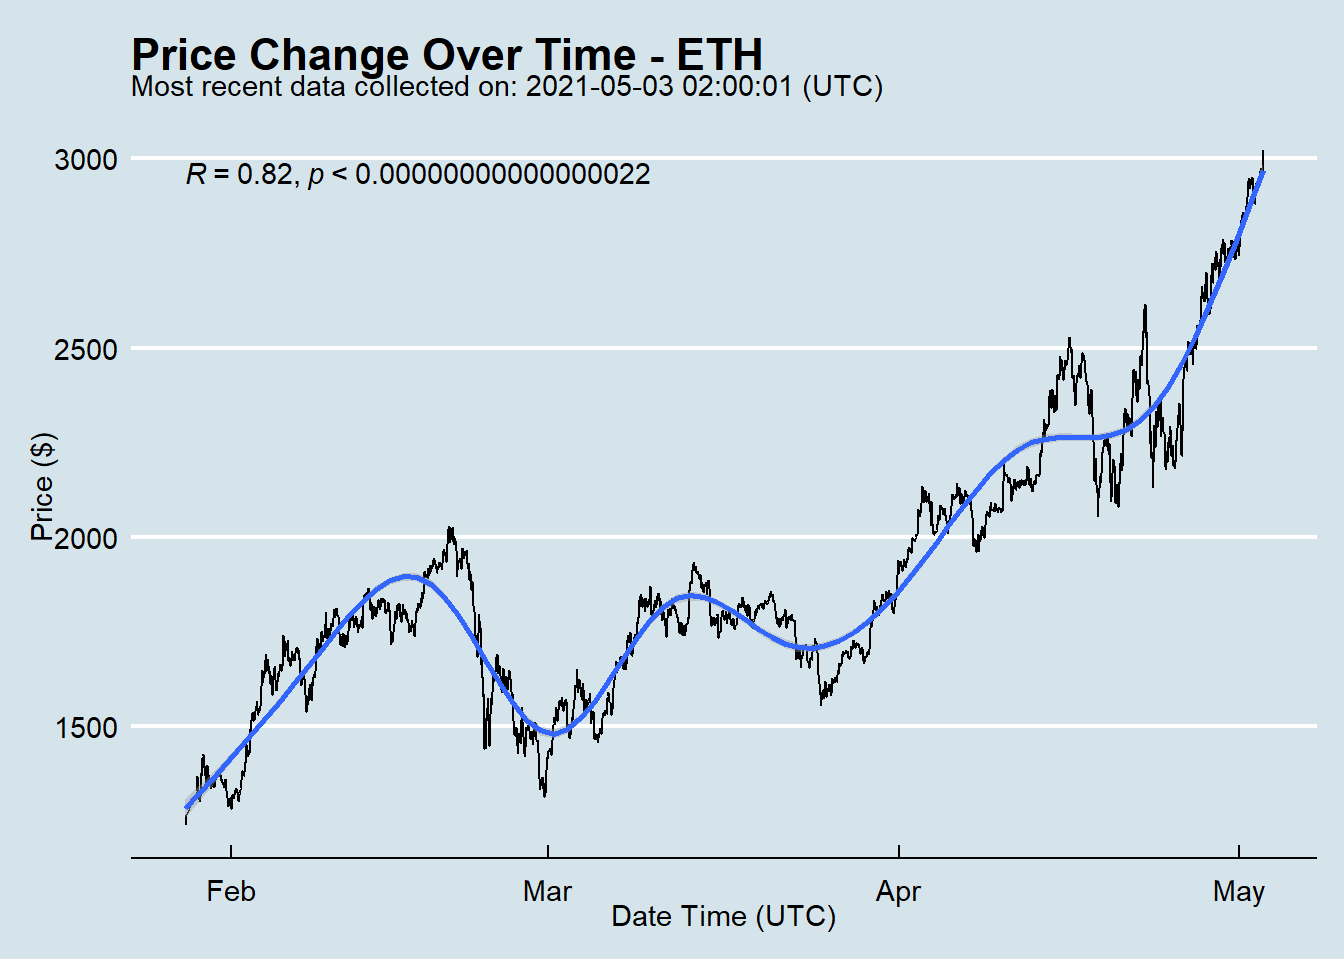 Price Change Over Time - ETH
Most recent data collected on: 2021-05-03 02:00:01 (UTC)
R = 0.82, p < 0.00000000000000022
3000
2500
2000
1500
Price ($)
Feb Mar Apr May
Date Time (UTC)